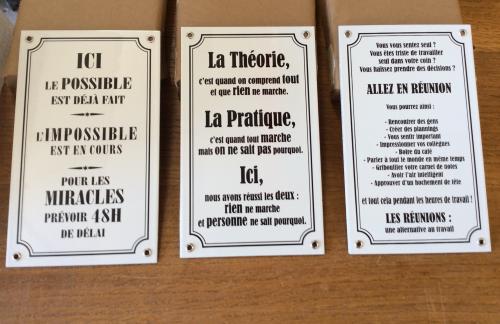 ICI
LE POSSIBLE
EST DÉJÀ FAIT
L'IMPOSSIBLE
EST EN COURS
POUR LES
MIRACLES
PRÉVOIR 48H
DE DÉLAI
La Théorie,
c'est quand on comprend tout
et que rien ne marche.
La Pratique,
c'est quand tout marche
mais on ne sait pas pourquoi.
Ici,
nous avons réussi les deux :
rien ne marche
et personne ne sait pourquoi.
Vous vous sentez seul ?
Vous êtes triste de travailler
seul dans votre coin ?
Vous haïssez prendre des décisions ?
ALLEZ EN RÉUNION
Vous pourrez ainsi :
- Rencontrer des gens
- Créer des plannings
- Vous sentir important
- Impressionner vos collègues
- Boire du café
- Parler à tout le monde en même temps
- Gribouiller votre carnet de notes
- Avoir l'air intelligent
- Approuver d'un hochement de tête
et tout cela pendant les heures de travail !
LES RÉUNIONS :
une alternative au travail